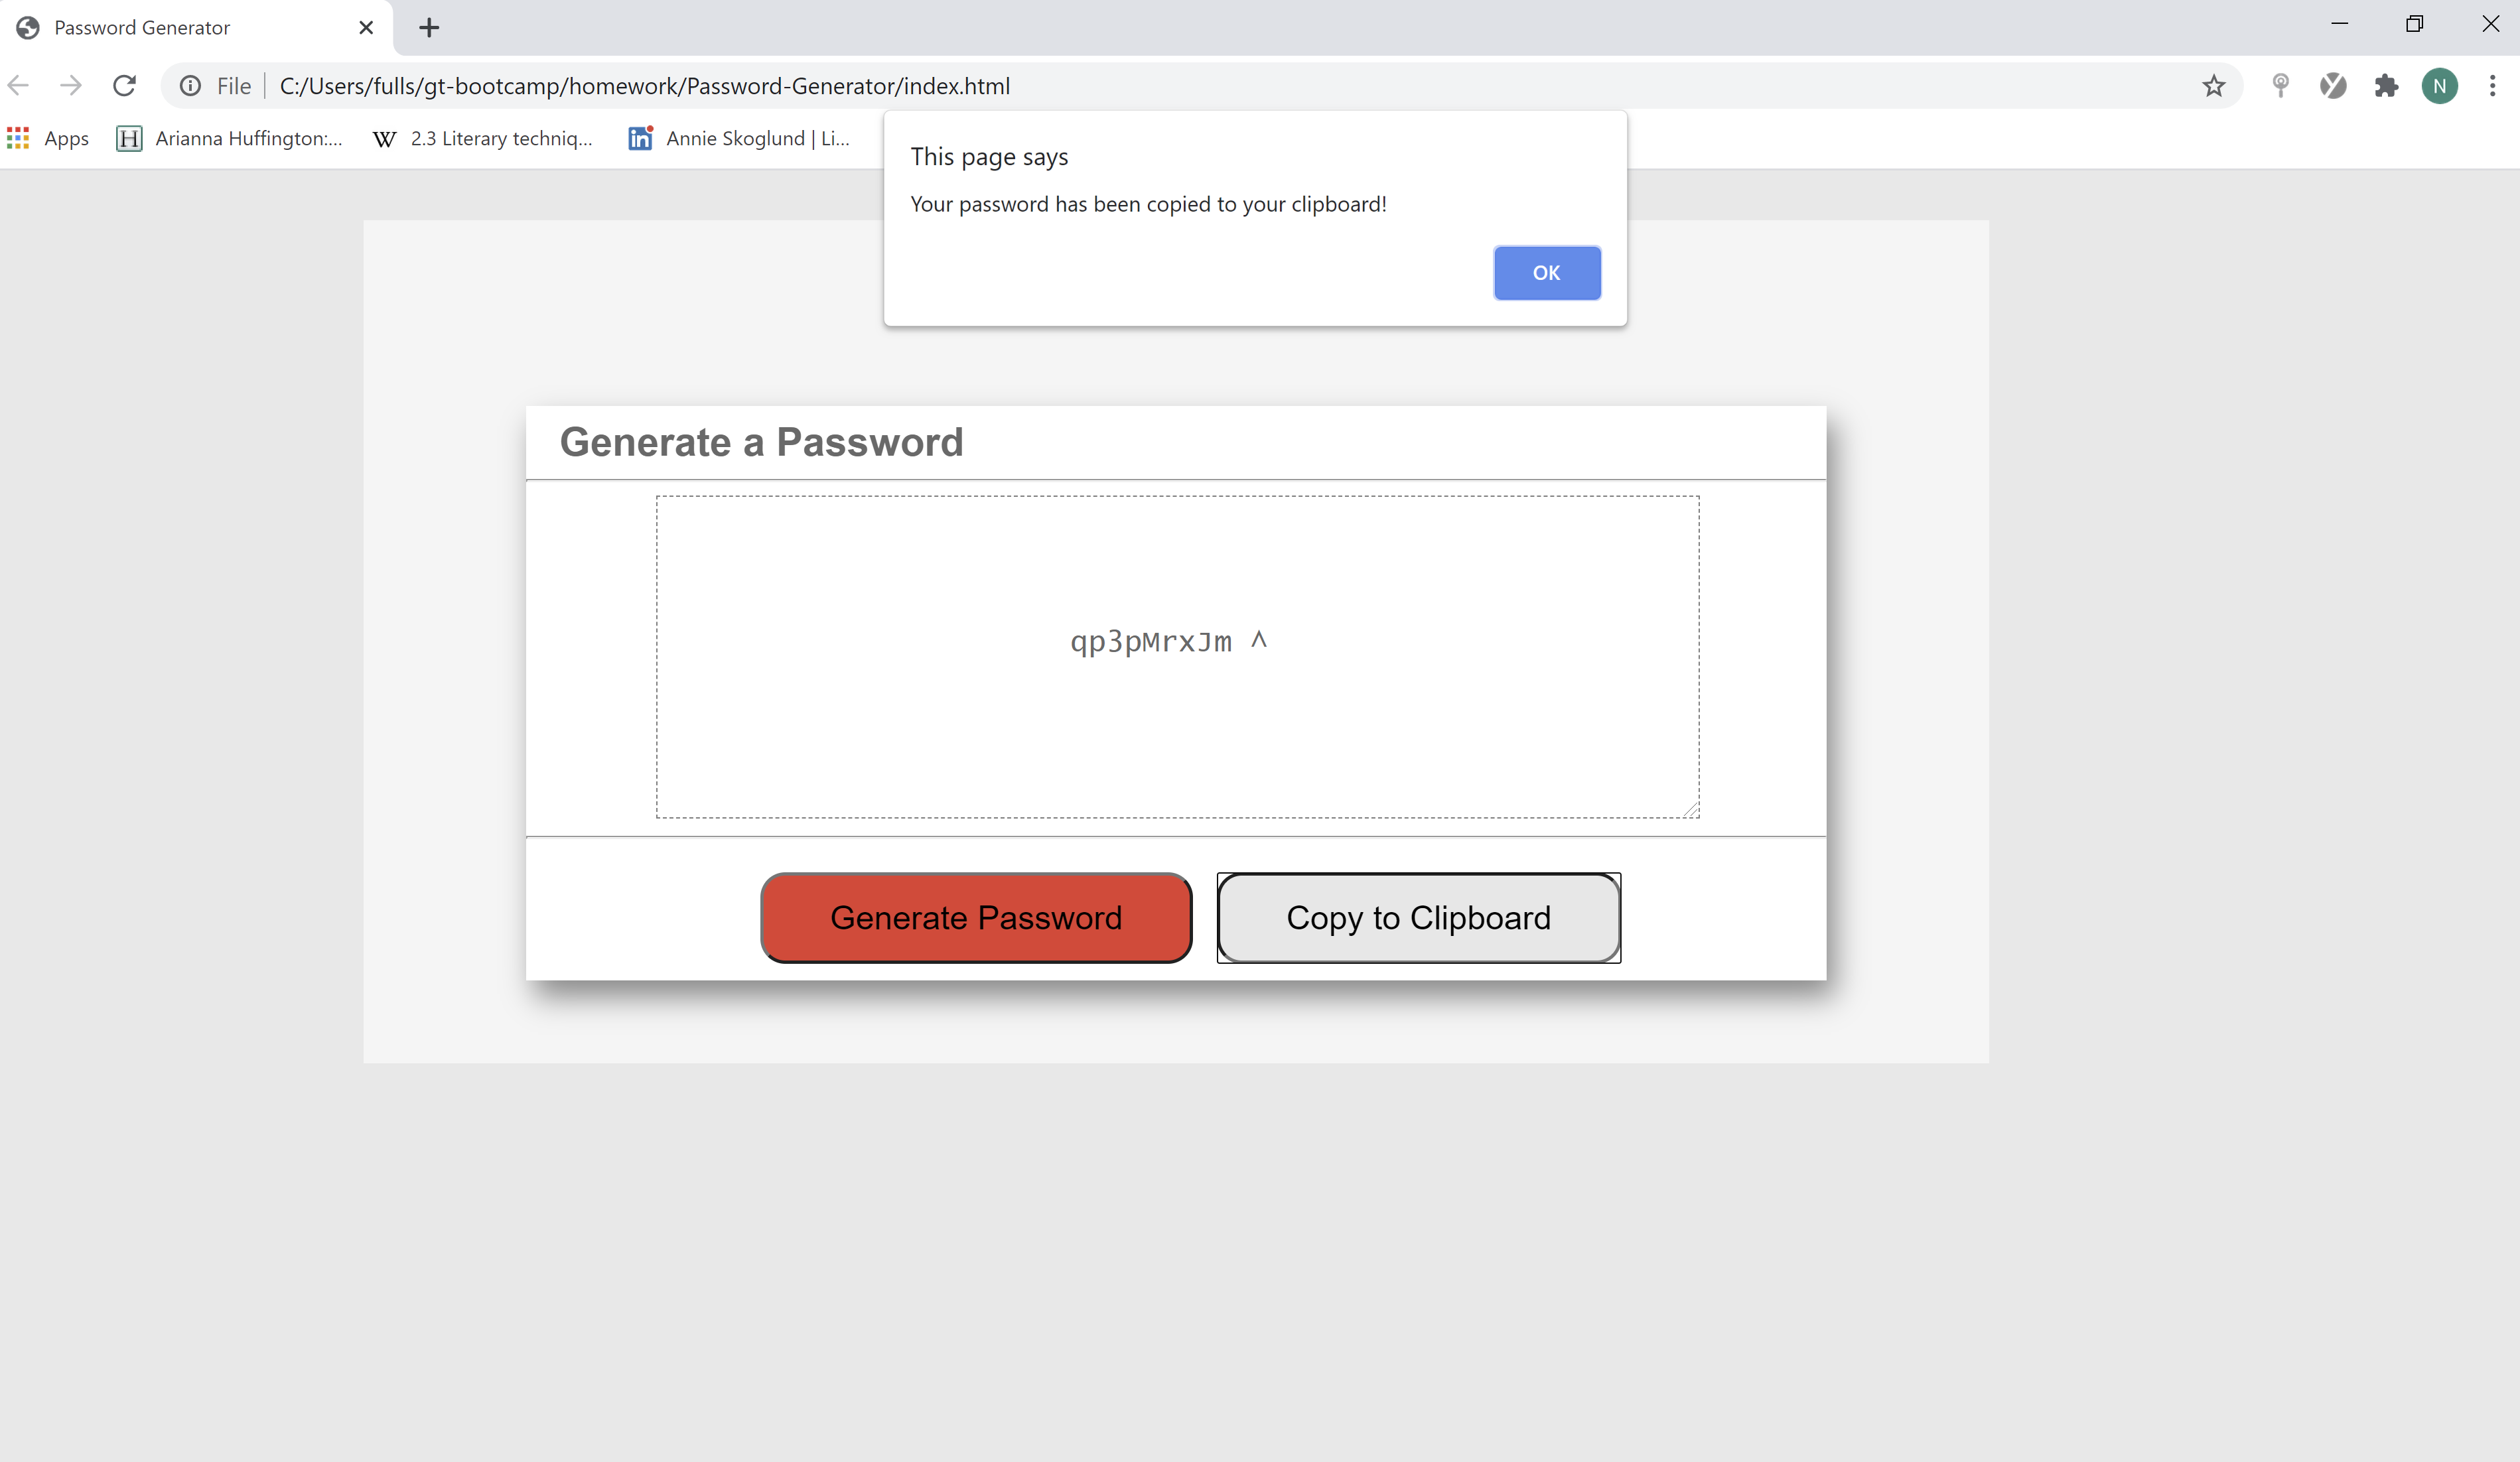 Password Generator
File C:/Users/fulls/gt-bootcamp/homework/Password-Generator/index.html
N
Apps
H Arianna Huffington:...
W 2.3 Literary techniq...
in Annie Skoglund | Li...
This page says
Your password has been copied to your clipboard!
OK
Generate a Password
qp3pMrxJm ^
Generate Password
Copy to Clipboard